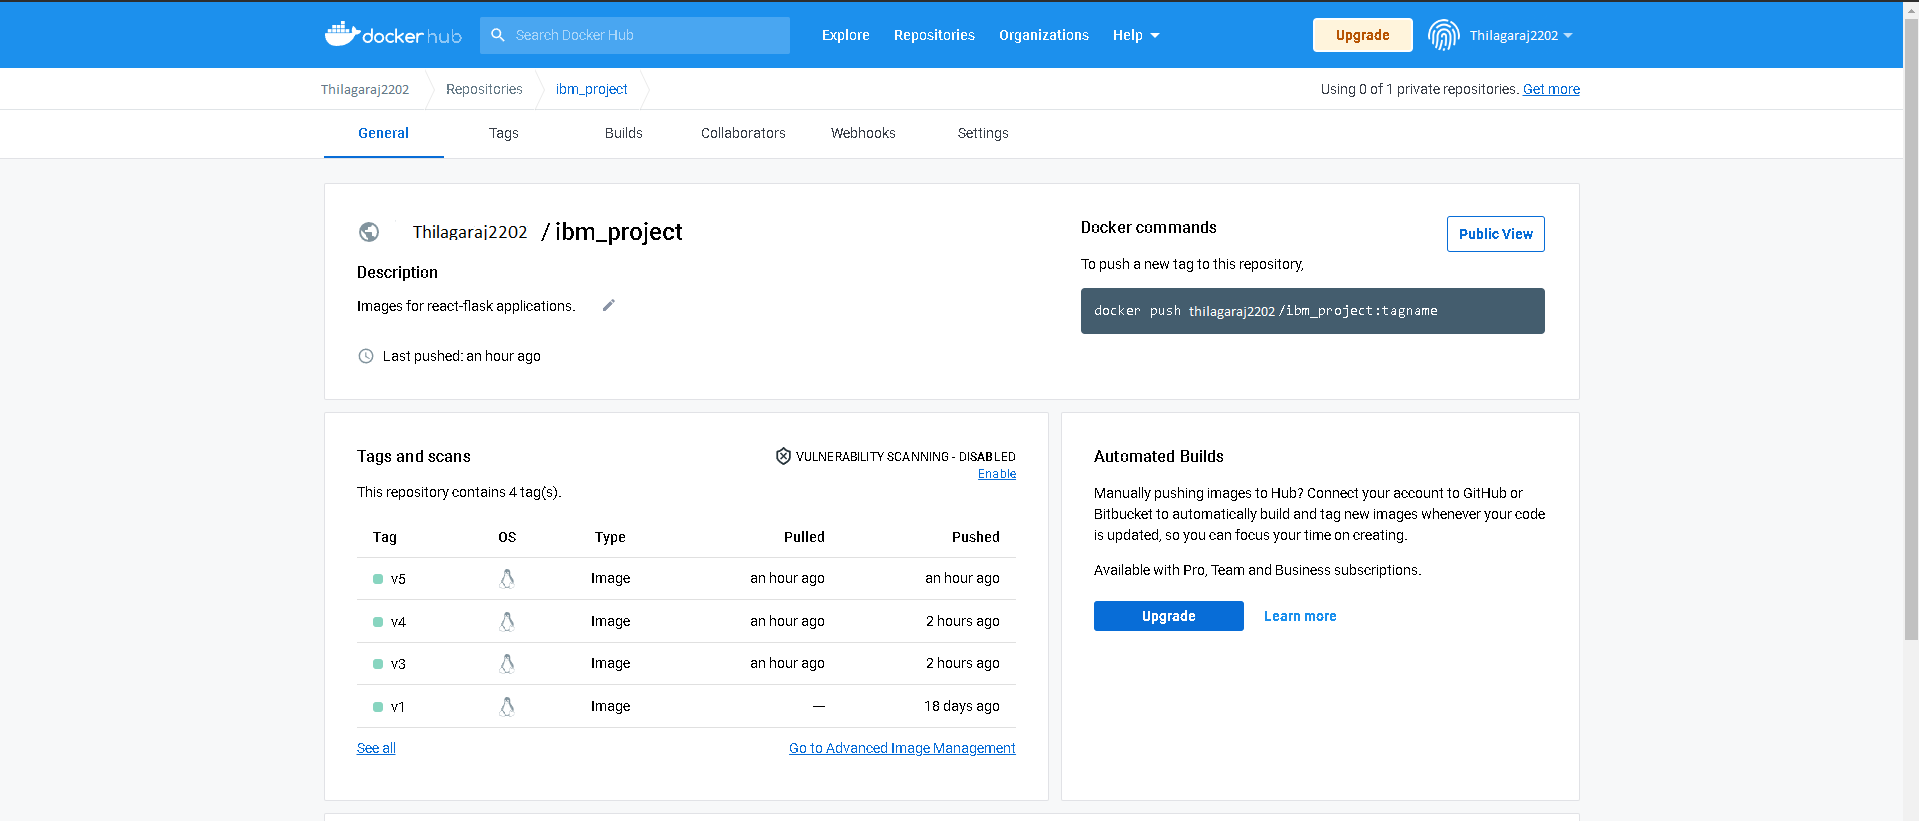 docker hub Search Docker Hub Explore Repositories Organizations Help Upgrade Thilagaraj2202
Thilagaraj2202 Repositories ibm_project Using 0 of 1 private repositories. Get more
General Tags Builds Collaborators Webhooks Settings
Thilagaraj2202 / ibm_project
Description
Images for react-flask applications.
Last pushed: an hour ago
Docker commands Public View
To push a new tag to this repository,
docker push thilagaraj2202 /ibm_project:tagname
Tags and scans VULNERABILITY SCANNING - DISABLED
Enable
This repository contains 4 tag(s).
Tag OS Type Pulled Pushed
v5 Image an hour ago an hour ago
v4 Image an hour ago 2 hours ago
v3 Image an hour ago 2 hours ago
v1 Image — 18 days ago
See all Go to Advanced Image Management
Automated Builds
Manually pushing images to Hub? Connect your account to GitHub or
Bitbucket to automatically build and tag new images whenever your code
is updated, so you can focus your time on creating.
Available with Pro, Team and Business subscriptions.
Upgrade Learn more